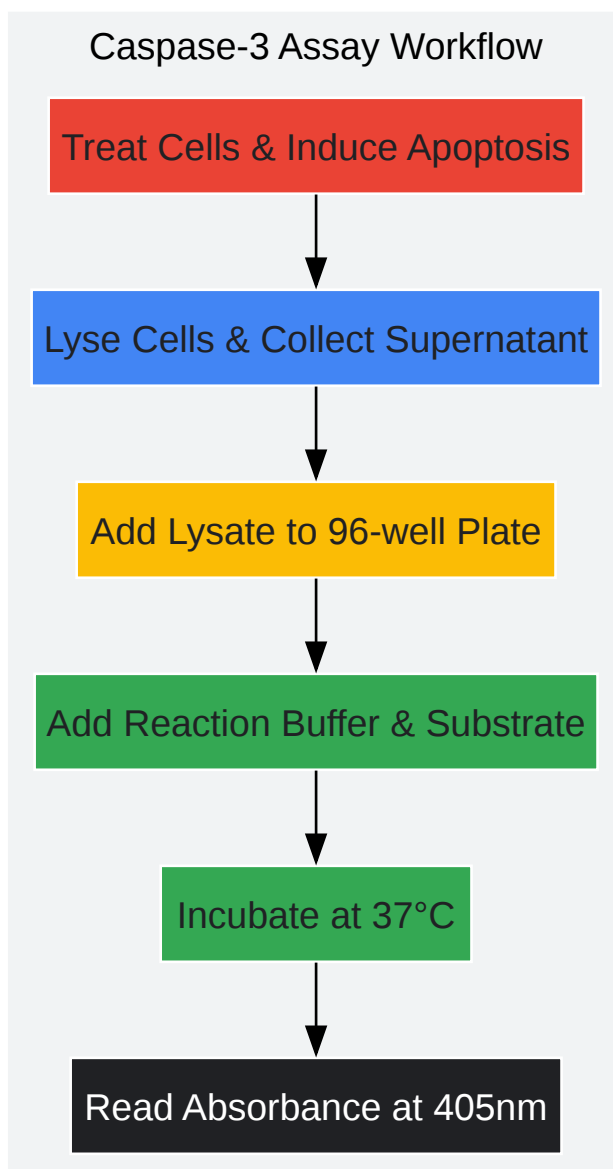 Caspase-3 Assay Workflow
Treat Cells & Induce Apoptosis
Lyse Cells & Collect Supernatant
Add Lysate to 96-well Plate
Add Reaction Buffer & Substrate
Incubate at 37°C
Read Absorbance at 405nm